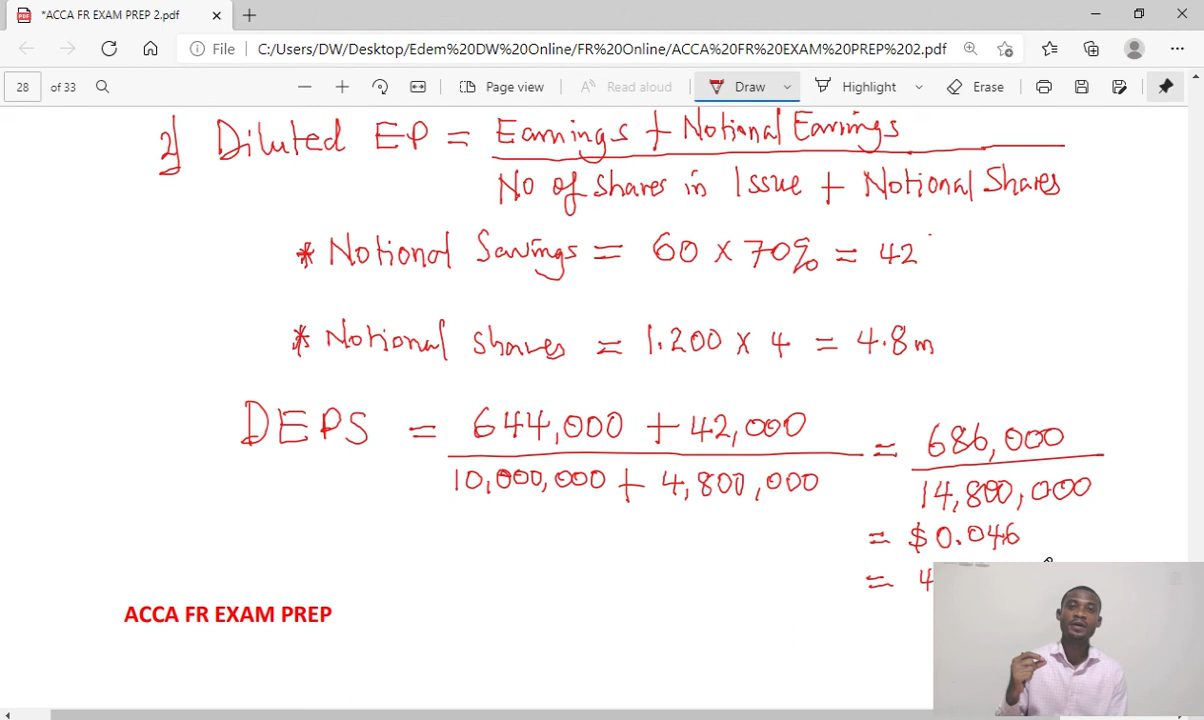 *ACCA FR EXAM PREP 2.pdf
File C:/Users/DW/Desktop/Edem%20DW%20Online/FR%20Online/ACCA%20FR%20EXAM%20PREP%202.pdf
28 of 33 Page view Read aloud Draw Highlight Erase
2] Diluted EP = Earnings + Notional Earnings
No of shares in Issue + Notional Shares
* Notional Savings = 60 x 70% = 42
* Notional shares = 1.200 x 4 = 4.8m
DEPS = 644,000 + 42,000 = 686,000
10,000,000 + 4,800,000 14,800,000
= $0.046
= 4
ACCA FR EXAM PREP